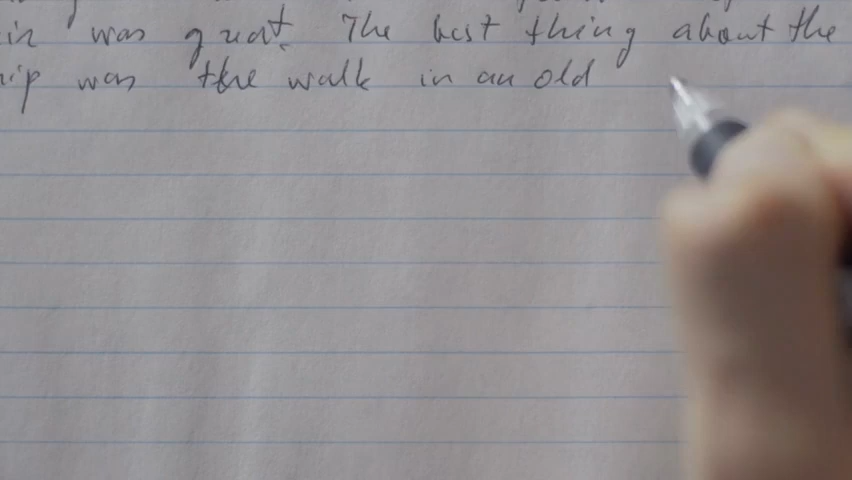 was great. The best thing about the
was the walk in an old